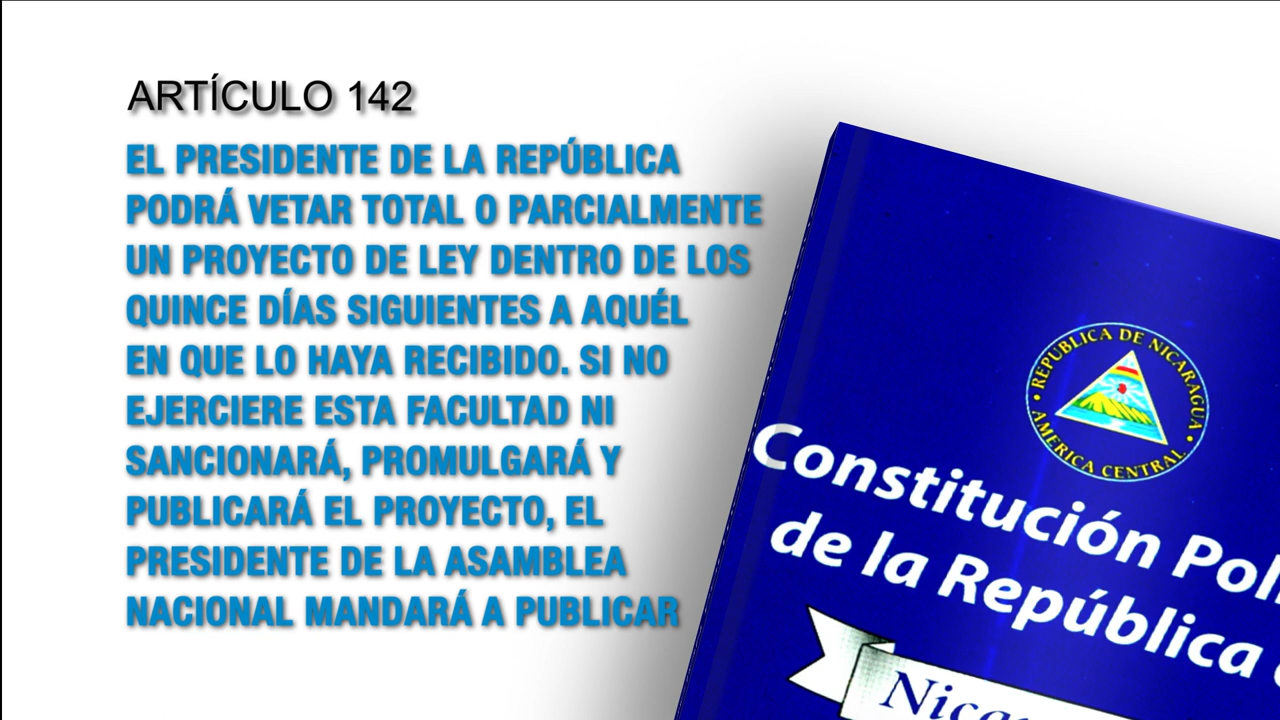 ARTÍCULO 142
EL PRESIDENTE DE LA REPÚBLICA
PODRÁ VETAR TOTAL O PARCIALMENTE
UN PROYECTO DE LEY DENTRO DE LOS
QUINCE DÍAS SIGUIENTES A AQUÉL
EN QUE LO HAYA RECIBIDO. SI NO
EJERCIERE ESTA FACULTAD NI
SANCIONARÁ, PROMULGARÁ Y
PUBLICARÁ EL PROYECTO, EL
PRESIDENTE DE LA ASAMBLEA
NACIONAL MANDARÁ A PUBLICAR
REPUBLICA DE NICARAGUA
AMERICA CENTRAL
Constitución Polí
de la República